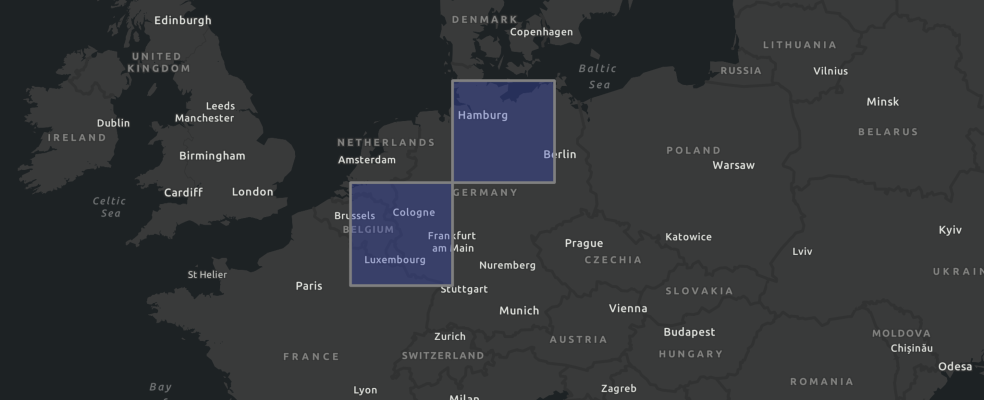 Edinburgh
DENMARK
Copenhagen
UNITED
KINGDOM
LITHUANIA
Baltic
Sea
RUSSIA
Vilnius
Leeds
Manchester
Minsk
Dublin
Hamburg
IRELAND
BELARUS
NETHERLANDS
Amsterdam
Birmingham
Berlin
POLAND
Warsaw
Cardiff
London
GERMANY
Celtic
Sea
Brussels
Cologne
BELGIUM
Frankfurt
am Main
Katowice
Kyiv
Prague
Lviv
CZECHIA
Luxembourg
Nuremberg
St Helier
UKRAIN
Paris
Stuttgart
SLOVAKIA
Munich
Vienna
Zurich
AUSTRIA
Budapest
MOLDOVA
Chișinău
FRANCE
SWITZERLAND
HUNGARY
Odesa
ROMANIA
Bay
Lyon
Zagreb
Milan